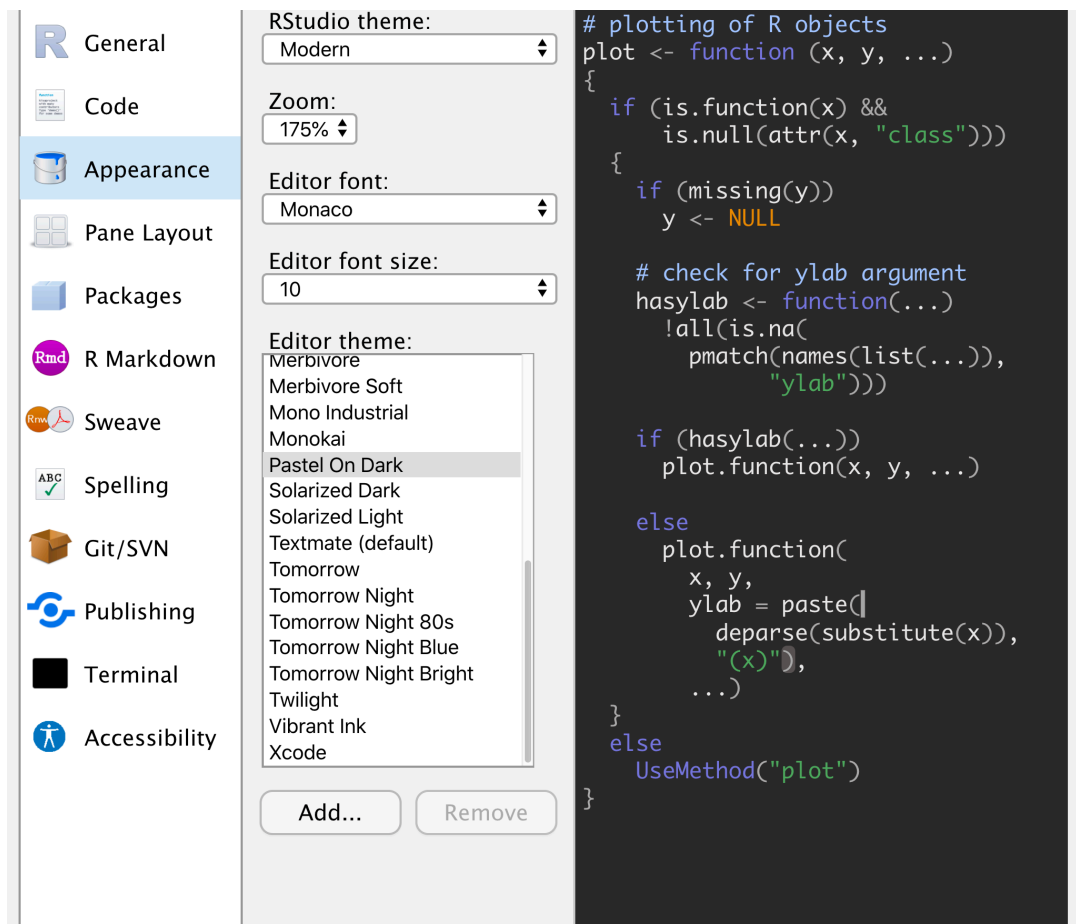 General
Code
Appearance
Pane Layout
Packages
Rmd
R Markdown
Rnw
Sweave
ABC
Spelling
Git/SVN
Publishing
Terminal
Accessibility
RStudio theme:
Modern
Zoom:
175%
Editor font:
Monaco
Editor font size:
10
Editor theme:
Merbivore
Merbivore Soft
Mono Industrial
Monokai
Pastel On Dark
Solarized Dark
Solarized Light
Textmate (default)
Tomorrow
Tomorrow Night
Tomorrow Night 80s
Tomorrow Night Blue
Tomorrow Night Bright
Twilight
Vibrant Ink
Xcode
Add...
Remove
# plotting of R objects
plot <- function (x, y, ...)
{
  if (is.function(x) &&
      is.null(attr(x, "class")))
  {
    if (missing(y))
      y <- NULL

    # check for ylab argument
    hasylab <- function(...)
      !all(is.na(
        pmatch(names(list(...)),
              "ylab")))

    if (hasylab(...))
      plot.function(x, y, ...)

    else
      plot.function(
        x, y,
        ylab = paste(
          deparse(substitute(x)),
          "(x)"),
        ...)
  }
  else
    UseMethod("plot")
}